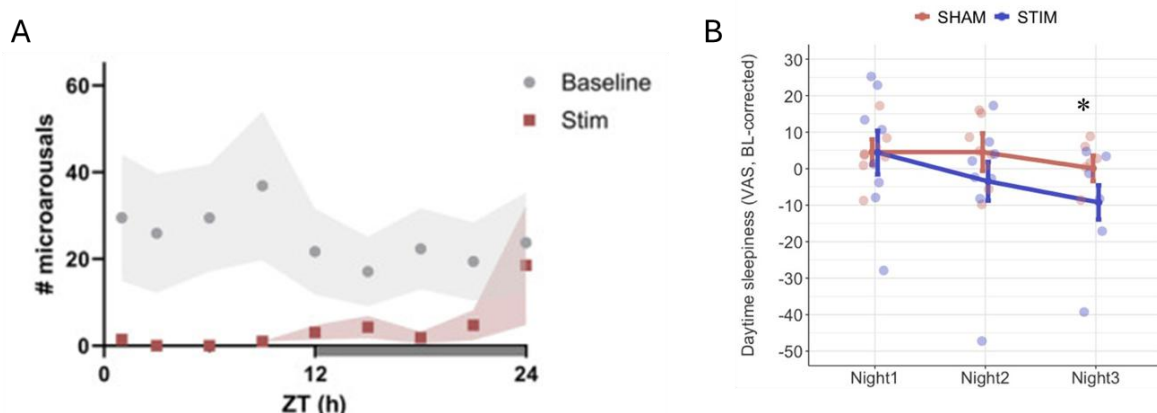 A
# microarousals
60
40
20
0
0
12
24
ZT (h)
Baseline
Stim
B
SHAM
STIM
Daytime sleepiness (VAS, BL-corrected)
30
20
10
0
-10
-20
-30
-40
-50
*
Night1
Night2
Night3